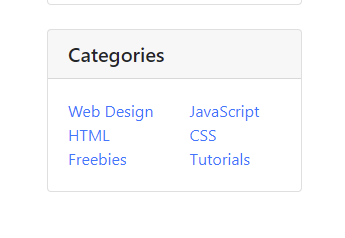 Categories
Web Design JavaScript
HTML CSS
Freebies Tutorials